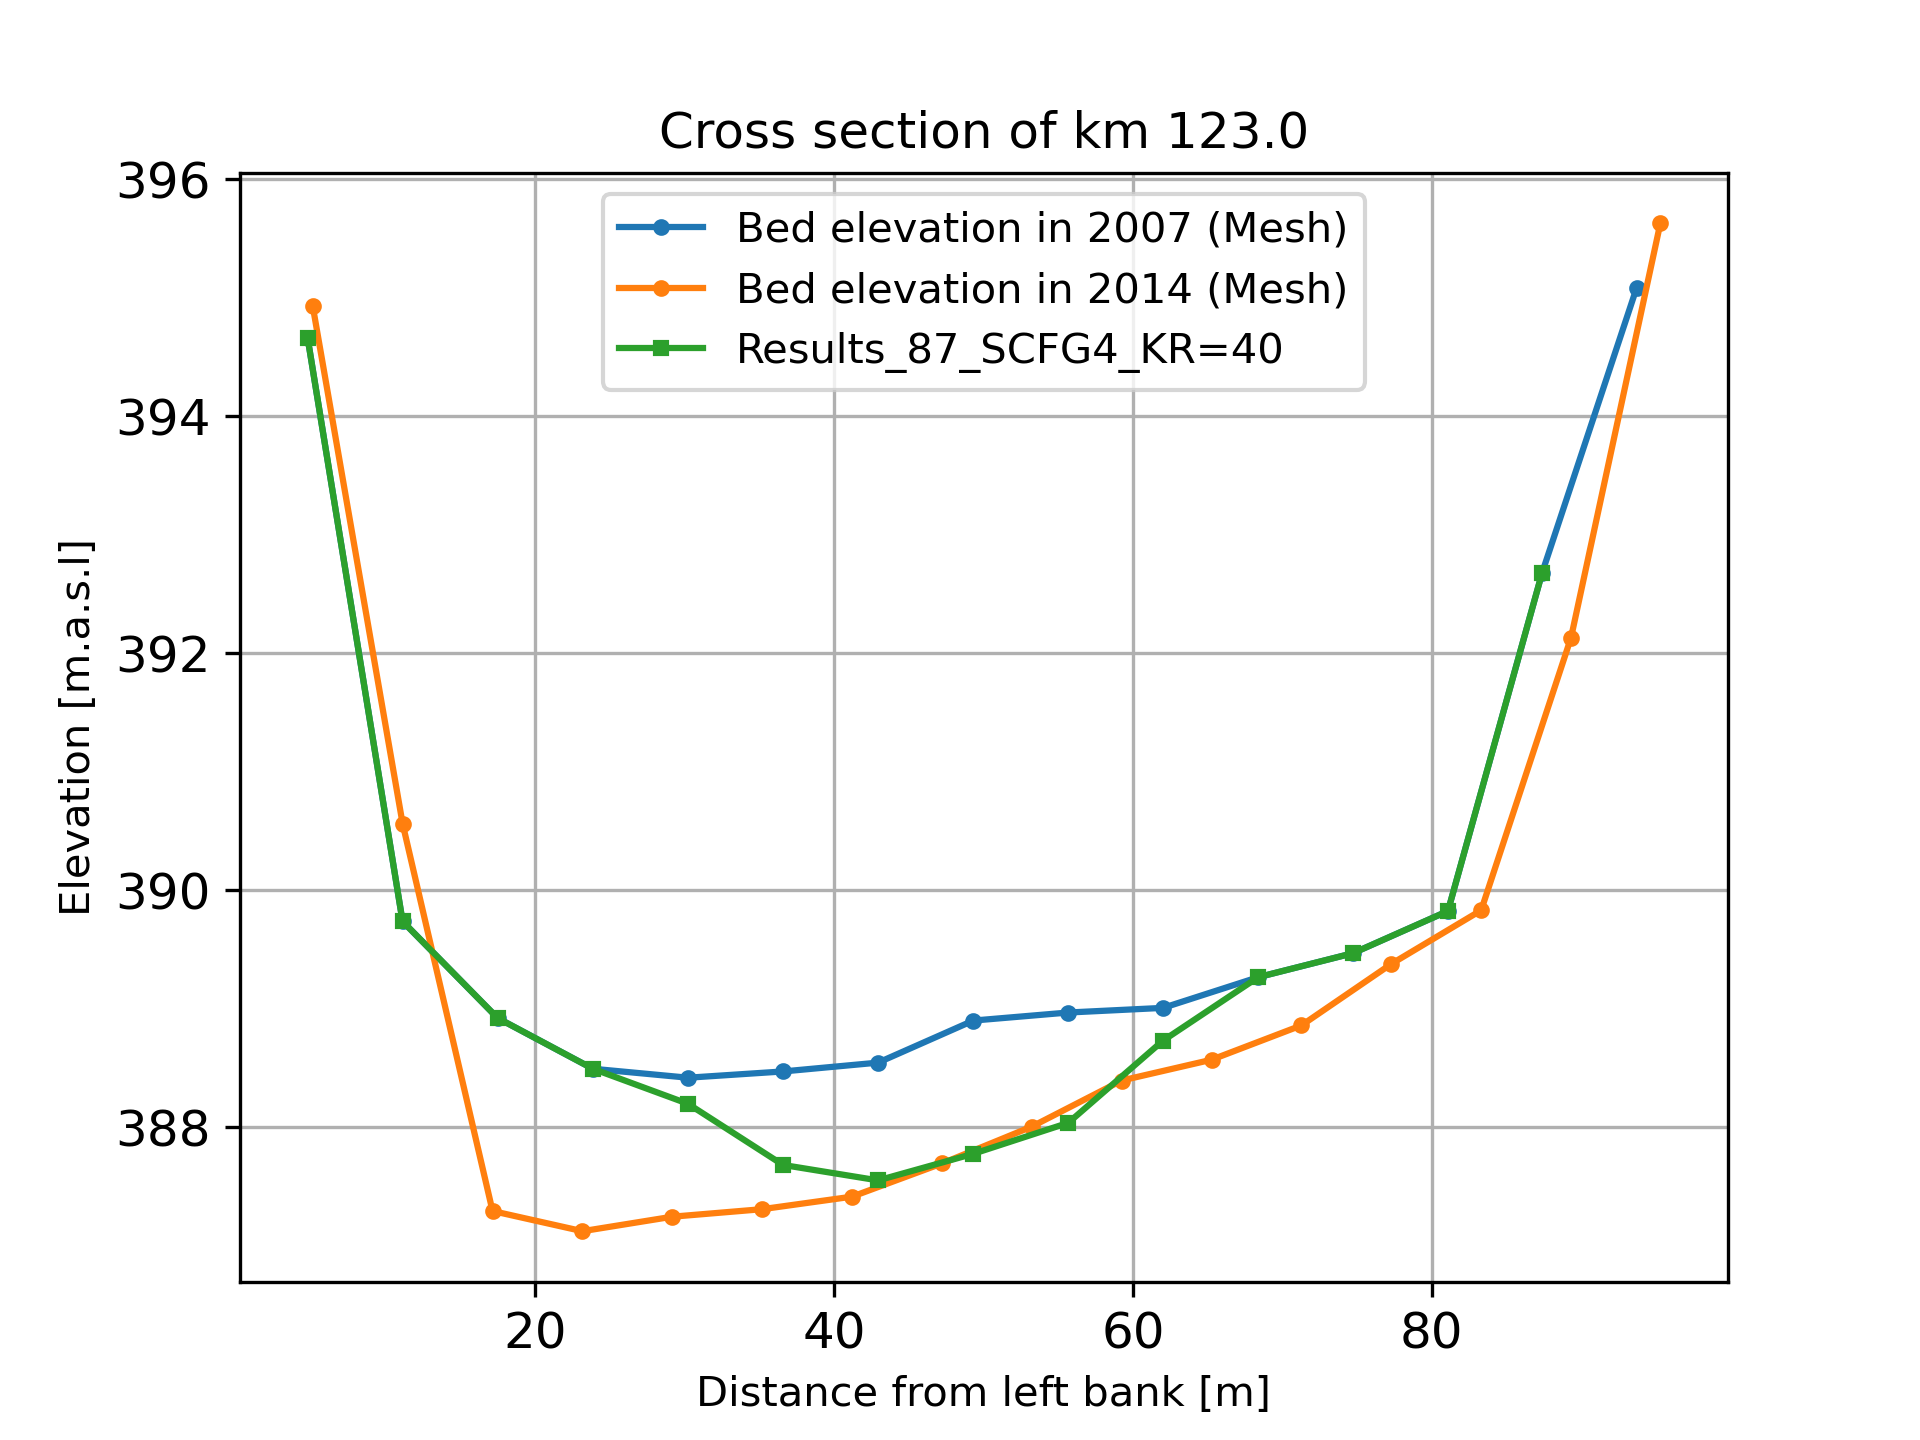 Cross section of km 123.0
Bed elevation in 2007 (Mesh)
Bed elevation in 2014 (Mesh)
Results_87_SCFG4_KR=40
396
394
392
390
388
Elevation [m.a.s.l]
20 40 60 80
Distance from left bank [m]